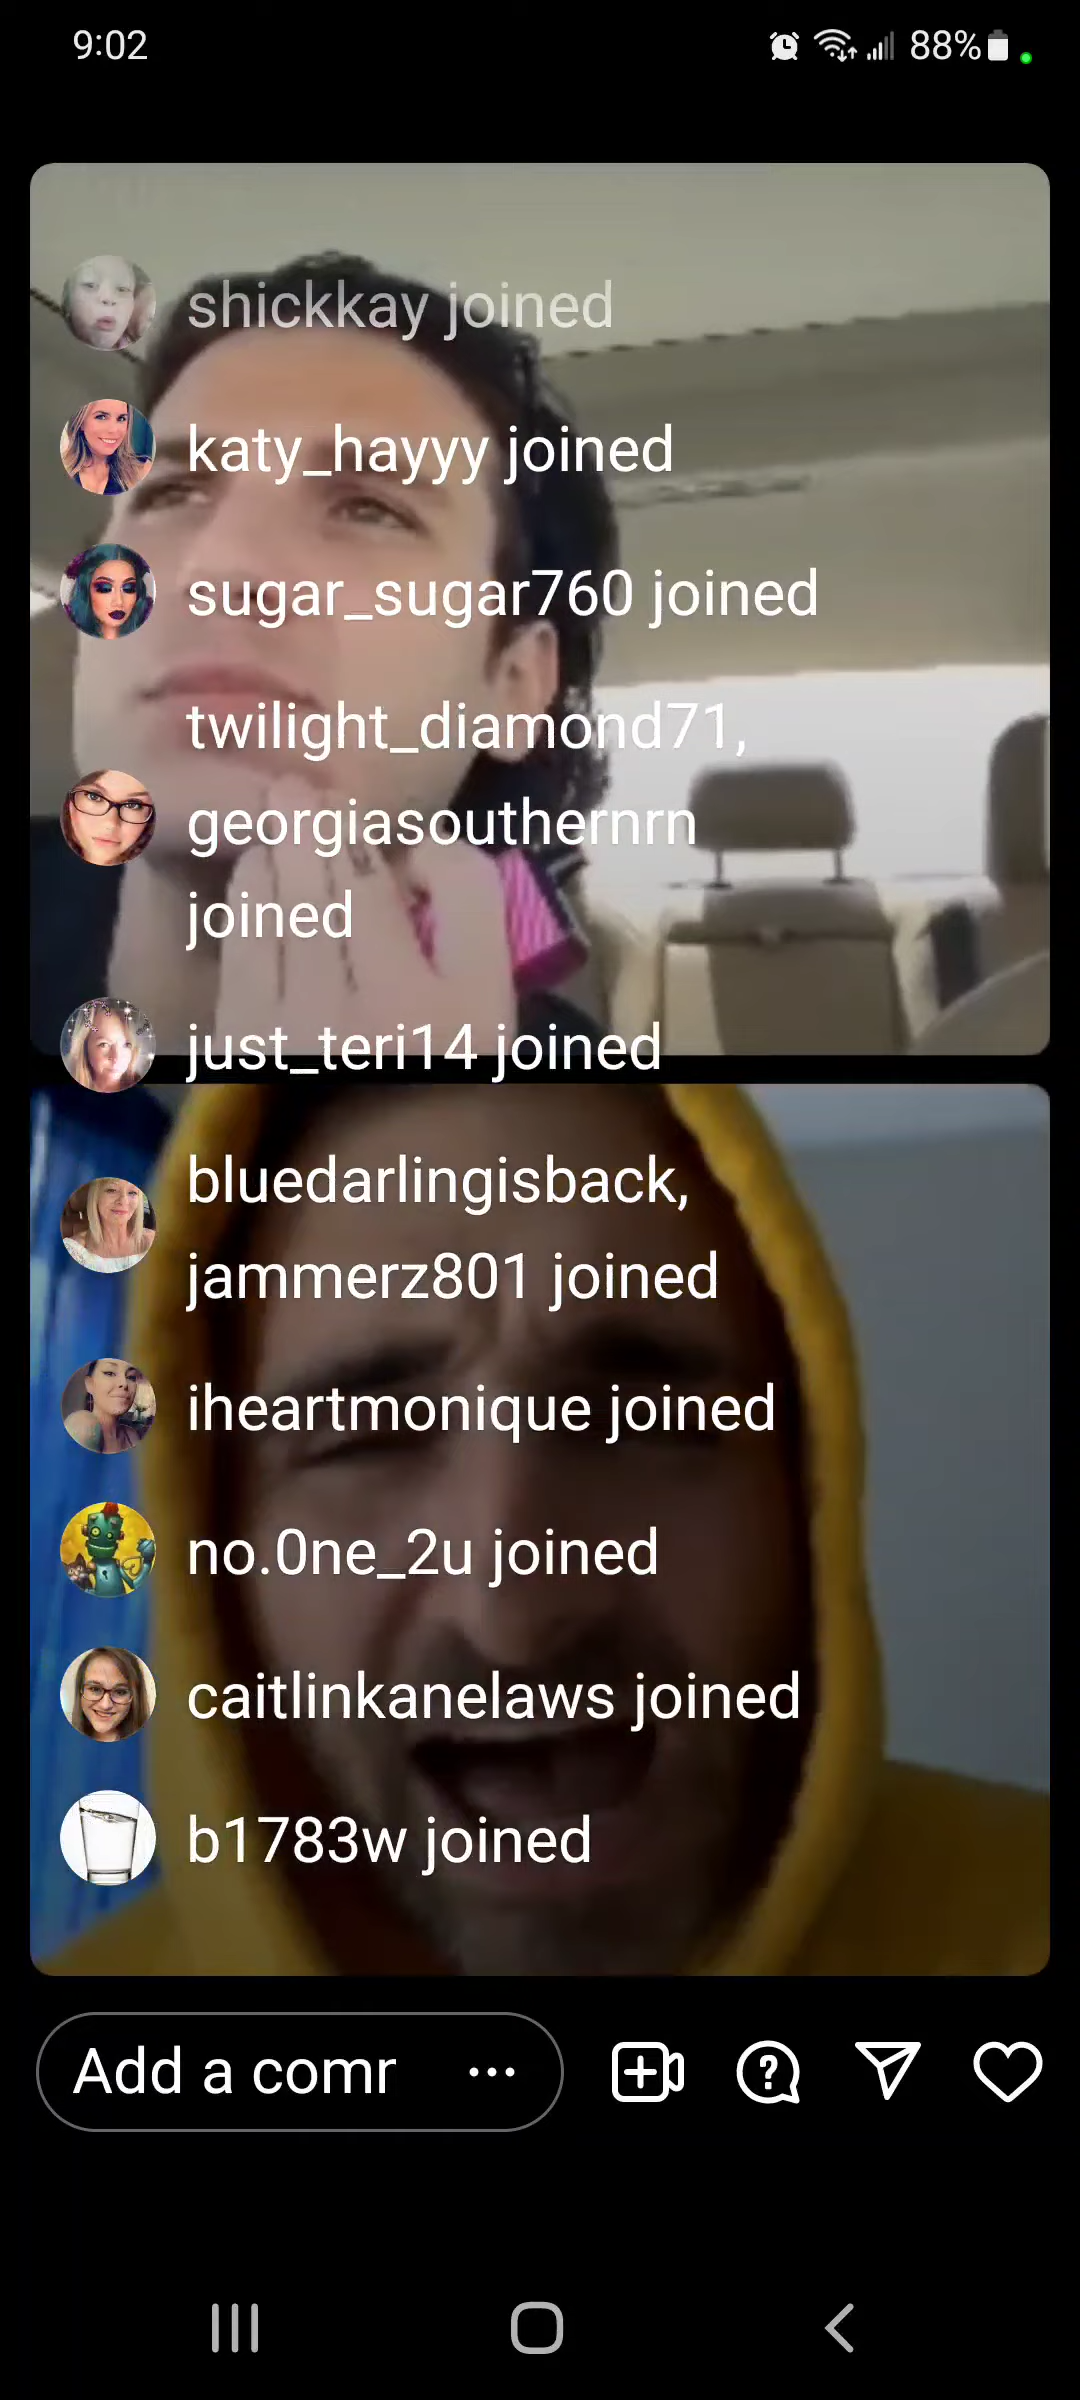 9:02
88%
shickkay joined
katy_hayyy joined
sugar_sugar760 joined
twilight_diamond71,
georgiasouthernrn
joined
just_teri14 joined
bluedarlingisback,
jammerz801 joined
iheartmonique joined
no.0ne_2u joined
caitlinkanelaws joined
b1783w joined
Add a comr